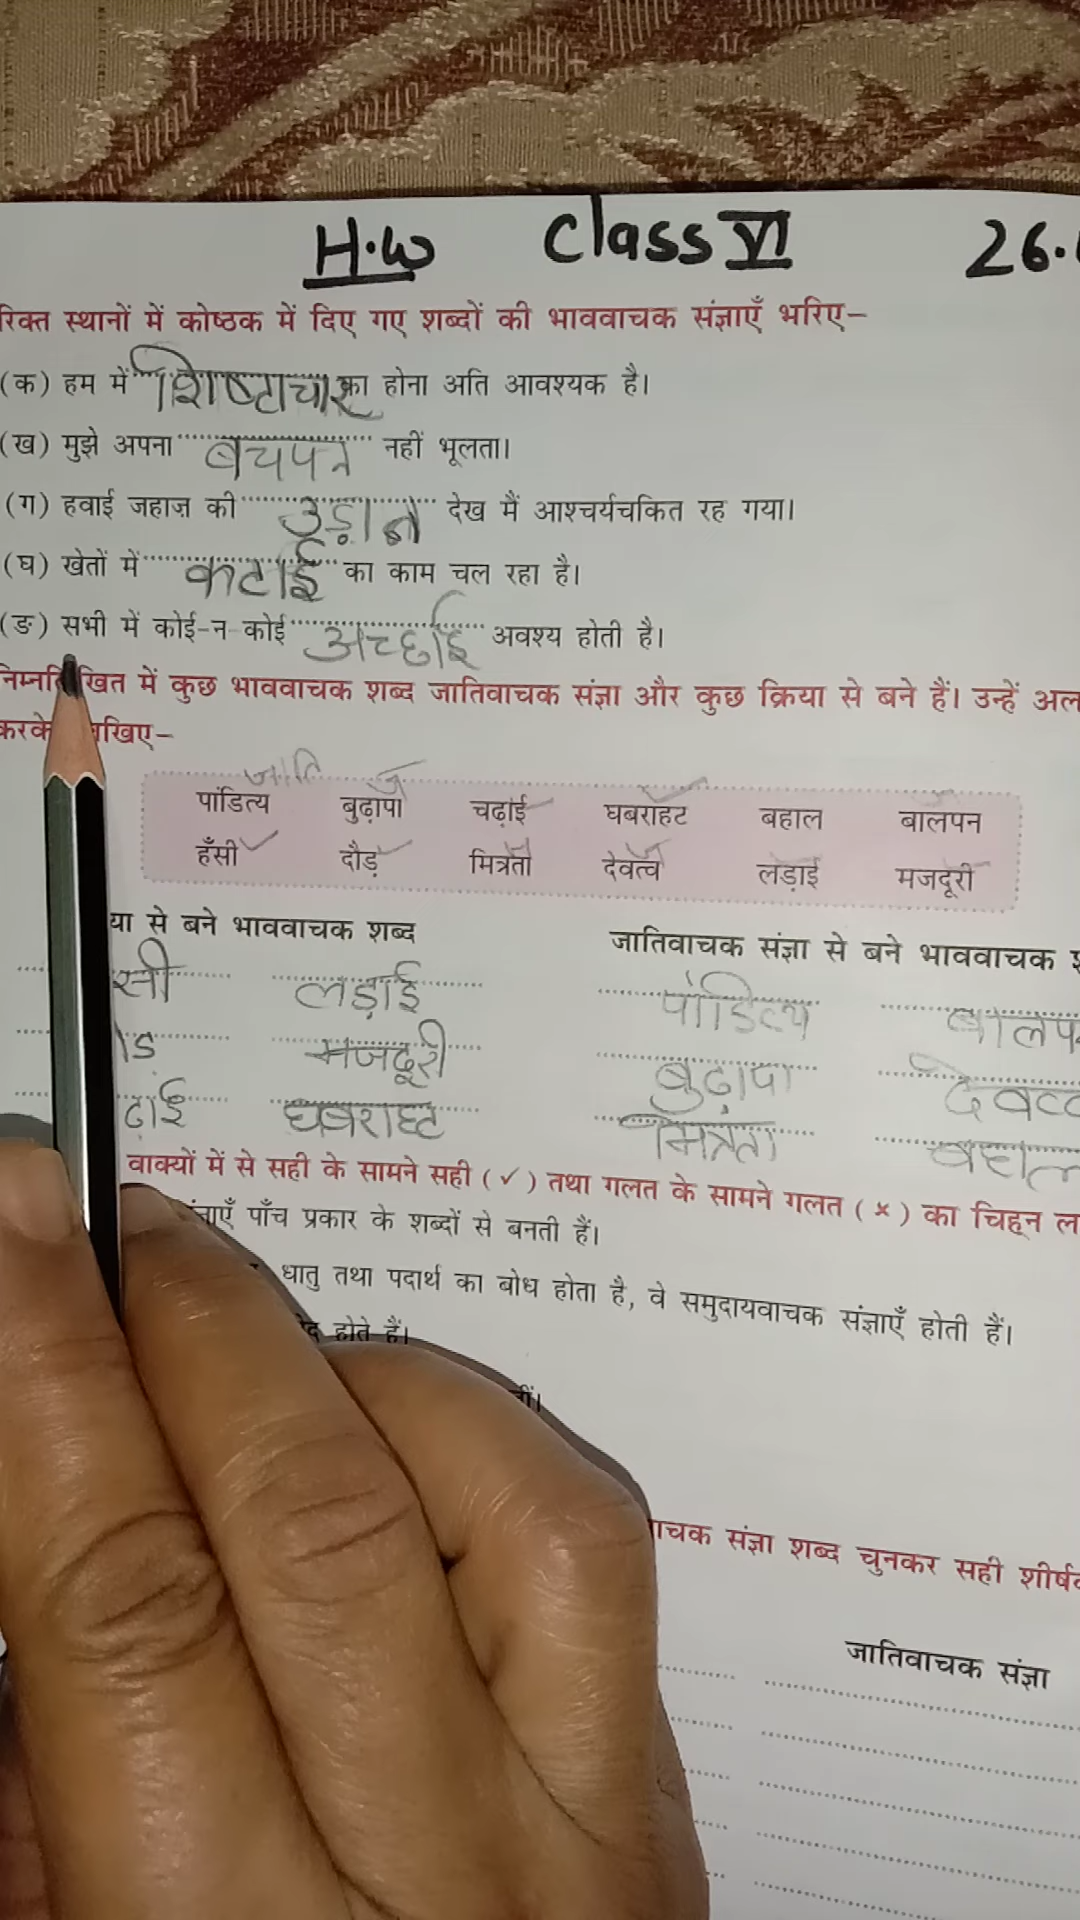 H.W Class VI 26.
रिक्त स्थानों में कोष्ठक में दिए गए शब्दों की भाववाचक संज्ञाएँ भरिए–
(क) हम में शिष्टाचार का होना अति आवश्यक है।
(ख) मुझे अपना बचपन नहीं भूलता।
(ग) हवाई जहाज़ की उड़ान देख मैं आश्चर्यचकित रह गया।
(घ) खेतों में कटाई का काम चल रहा है।
(ङ) सभी में कोई-न-कोई अच्छाई अवश्य होती है।
में कुछ भाववाचक शब्द जातिवाचक संज्ञा और कुछ क्रिया से बने हैं। उन्हें अल
करके
जाति
पांडित्य बुढ़ापा चढ़ाई घबराहट बहाल बालपन
हँसी दौड़ मित्रता देवत्व लड़ाई मजदूरी
या से बने भाववाचक शब्द जातिवाचक संज्ञा से बने भाववाचक
सी लड़ाई पांडित्य बालप
ड़ मजदूरी बुढ़ापा देवत्व
ढ़ाई घबराहट मित्रता बहाल
वाक्यों में से सही के सामने सही (✓) तथा गलत के सामने गलत (×) का चिह्न ल
पाँच प्रकार के शब्दों से बनती हैं।
धातु तथा पदार्थ का बोध होता है, वे समुदायवाचक संज्ञाएँ होती हैं।
होते हैं।
वाचक संज्ञा शब्द चुनकर सही शीर्षक
जातिवाचक संज्ञा